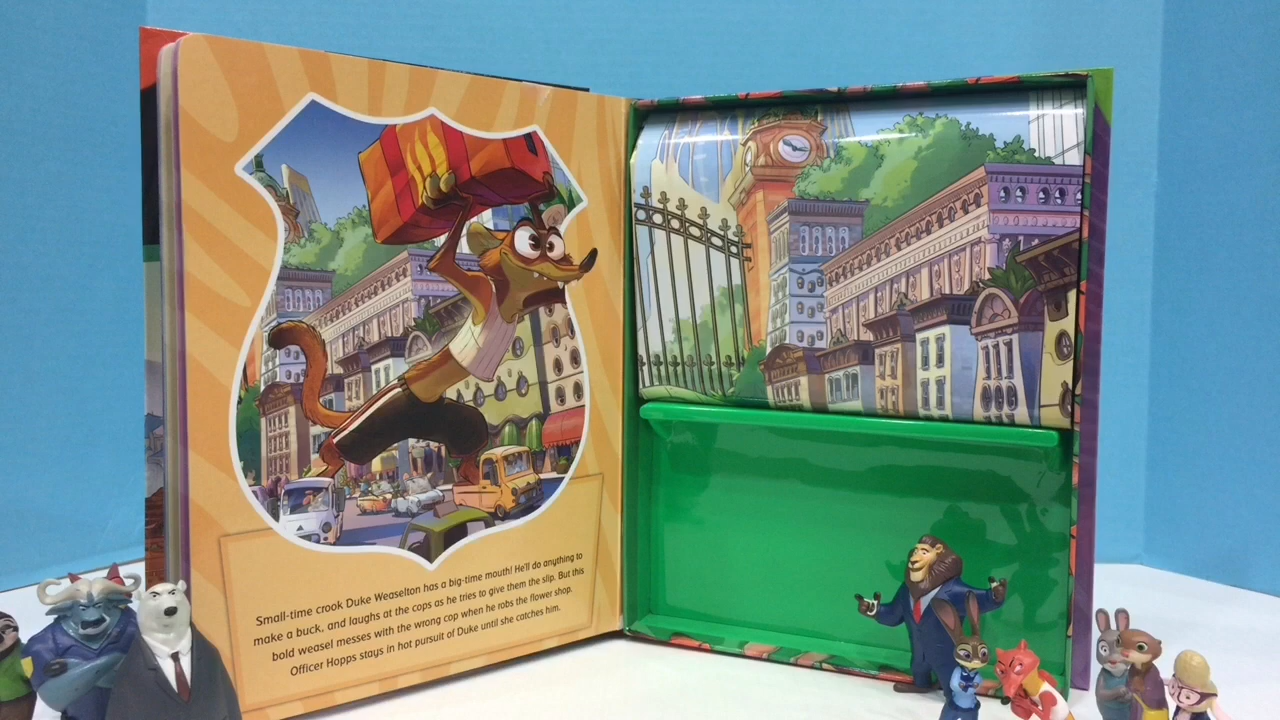 Small-time crook Duke Weaselton has a big-time mouth! He'll do anything to
make a buck, and laughs at the cops as he tries to give them the slip. But this
bold weasel messes with the wrong cop when he robs the flower shop.
Officer Hopps stays in hot pursuit of Duke until she catches him.